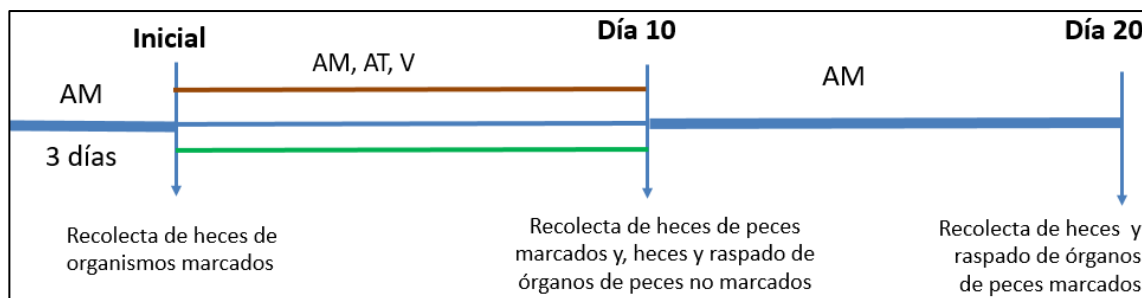 Inicial
Día 10
Día 20
AM
AM, AT, V
AM
3 días
Recolecta de heces de
organismos marcados
Recolecta de heces de peces
marcados y, heces y raspado de
órganos de peces no marcados
Recolecta de heces y
raspado de órganos
de peces marcados